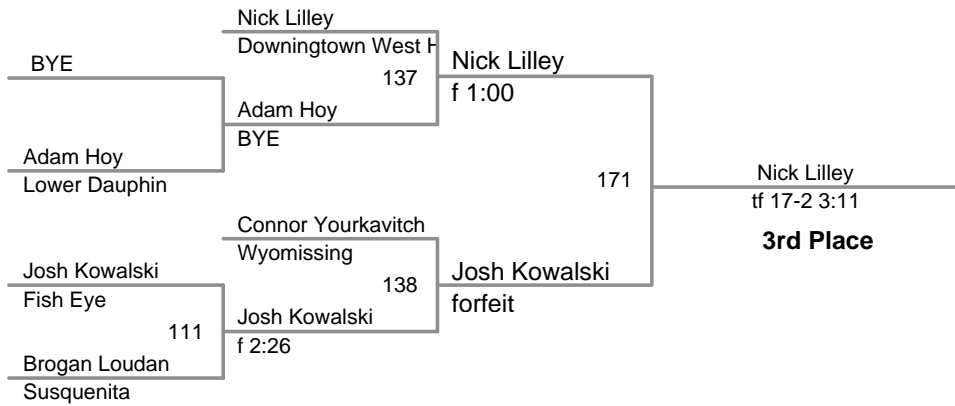 Nick Lilley
Downingtown West H
BYE
137
Nick Lilley
f 1:00
Adam Hoy
BYE
Adam Hoy
Lower Dauphin
171
Nick Lilley
tf 17-2 3:11
3rd Place
Connor Yourkavitch
Wyomissing
Josh Kowalski
Fish Eye
138
Josh Kowalski
forfeit
111
Josh Kowalski
f 2:26
Brogan Loudan
Susquenita